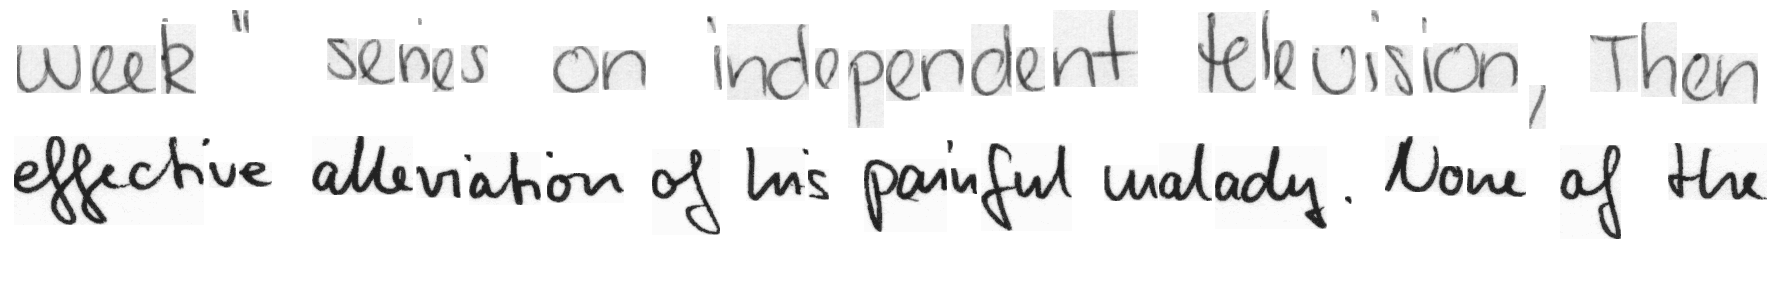 week" series on independent television, Then
effective alleviation of his painful malady. None of the